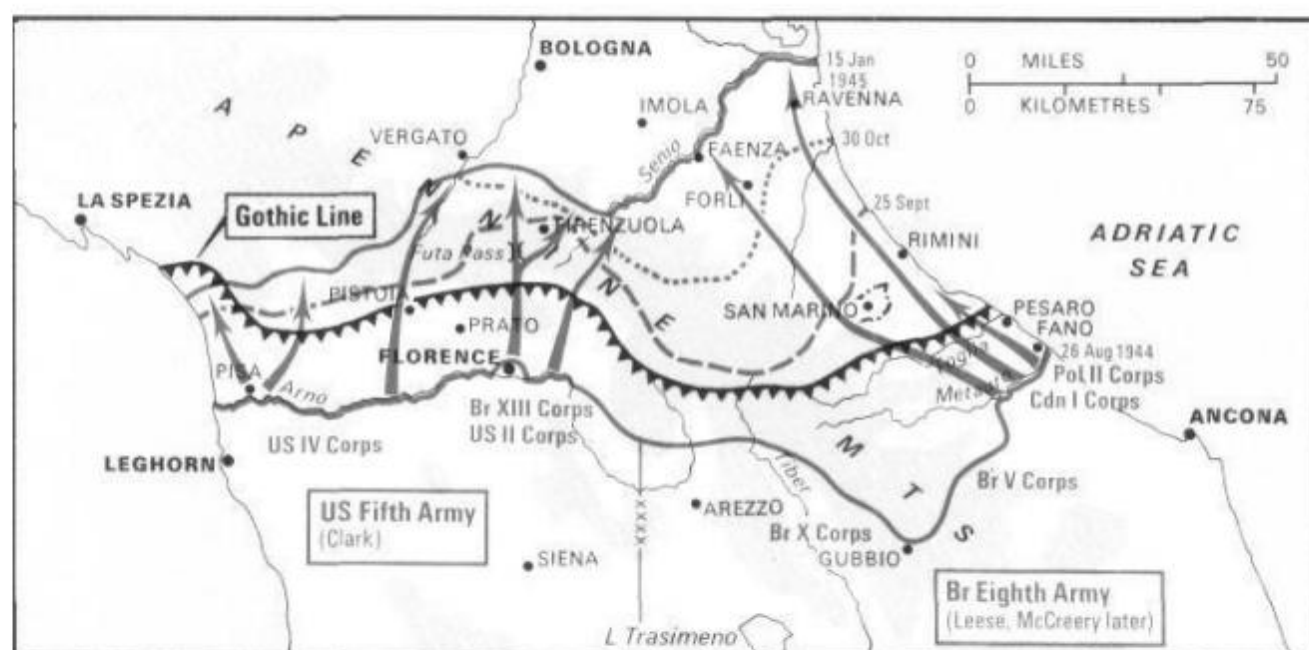 BOLOGNA
0 MILES 50
0 KILOMETRES 75
15 Jan
1945
RAVENNA
IMOLA
A P E N N I N E
M T S
VERGATO
Senio
FAENZA
30 Oct
FORLI
25 Sept
LA SPEZIA
Gothic Line
FIRENZUOLA
Futa Pass
RIMINI
ADRIATIC
SEA
PISTOIA
SAN MARINO
PESARO
PRATO
FANO
FLORENCE
Foglia
26 Aug 1944
PISA
Arno
Metauro
Pol II Corps
Cdn I Corps
Br XIII Corps
US II Corps
ANCONA
US IV Corps
LEGHORN
Tiber
Br V Corps
US Fifth Army
(Clark)
XXXX
AREZZO
Br X Corps
GUBBIO
SIENA
Br Eighth Army
(Leese, McCreery later)
L Trasimeno